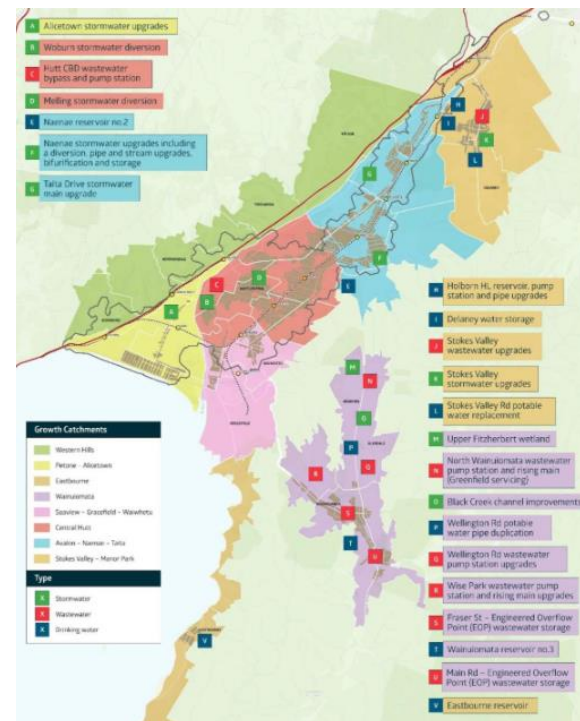 A Alicetown stormwater upgrades
B Woburn stormwater diversion
C Hutt CBD wastewater
bypass and pump station
D Melling stormwater diversion
E Naenae reservoir no.2
F Naenae stormwater upgrades including
a diversion, pipe and stream upgrades,
bifurification and storage
G Taita Drive stormwater
main upgrade
H Holborn HL reservoir, pump
station and pipe upgrades
I Delaney water storage
J Stokes Valley
wastewater upgrades
K Stokes Valley
stormwater upgrades
L Stokes Valley Rd potable
water replacement
M Upper Fitzherbert wetland
N North Wainuiomata wastewater
pump station and rising main
(Greenfield servicing)
O Black Creek channel improvements
P Wellington Rd potable
water pipe duplication
Q Wellington Rd wastewater
pump station upgrades
R Wise Park wastewater pump
station and rising main upgrades
S Fraser St – Engineered Overflow
Point (EOP) wastewater storage
T Wainuiomata reservoir no.3
U Main Rd – Engineered Overflow
Point (EOP) wastewater storage
V Eastbourne reservoir
Growth Catchments
Western Hills
Petone – Alicetown
Eastbourne
Wainuiomata
Seaview – Gracefield – Waiwhetu
Central Hutt
Avalon – Naenae – Taita
Stokes Valley – Manor Park
Type
X Stormwater
X Wastewater
X Drinking water
H
I
J
K
L
G
F
E
D
C
B
A
M
N
O
P
Q
R
S
T
U
V